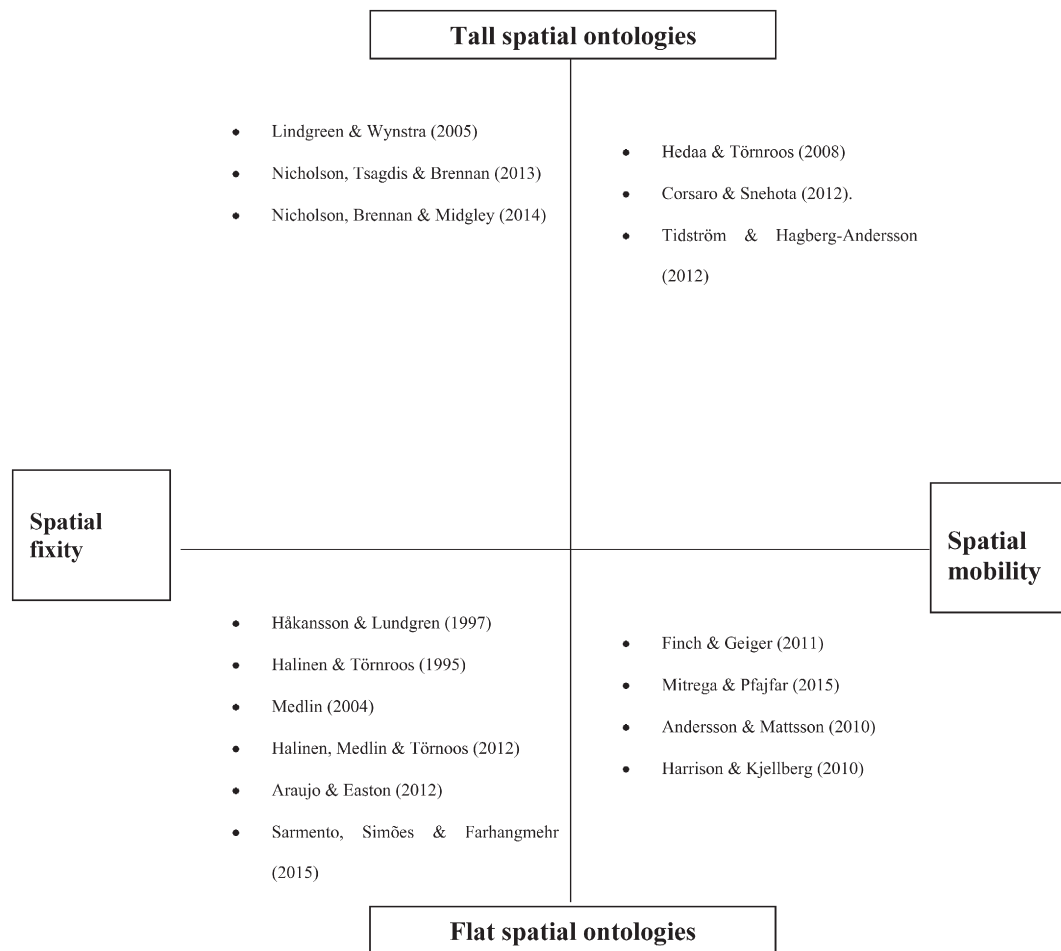 Tall spatial ontologies
• Lindgreen & Wynstra (2005)
• Nicholson, Tsagdis & Brennan (2013)
• Nicholson, Brennan & Midgley (2014)
• Hedaa & Törnroos (2008)
• Corsaro & Snehota (2012).
• Tidström & Hagberg-Andersson
(2012)
Spatial
fixity
Spatial
mobility
• Håkansson & Lundgren (1997)
• Halinen & Törnroos (1995)
• Medlin (2004)
• Halinen, Medlin & Törnoos (2012)
• Araujo & Easton (2012)
• Sarmento, Simões & Farhangmehr
(2015)
• Finch & Geiger (2011)
• Mitrega & Pfajfar (2015)
• Andersson & Mattsson (2010)
• Harrison & Kjellberg (2010)
Flat spatial ontologies